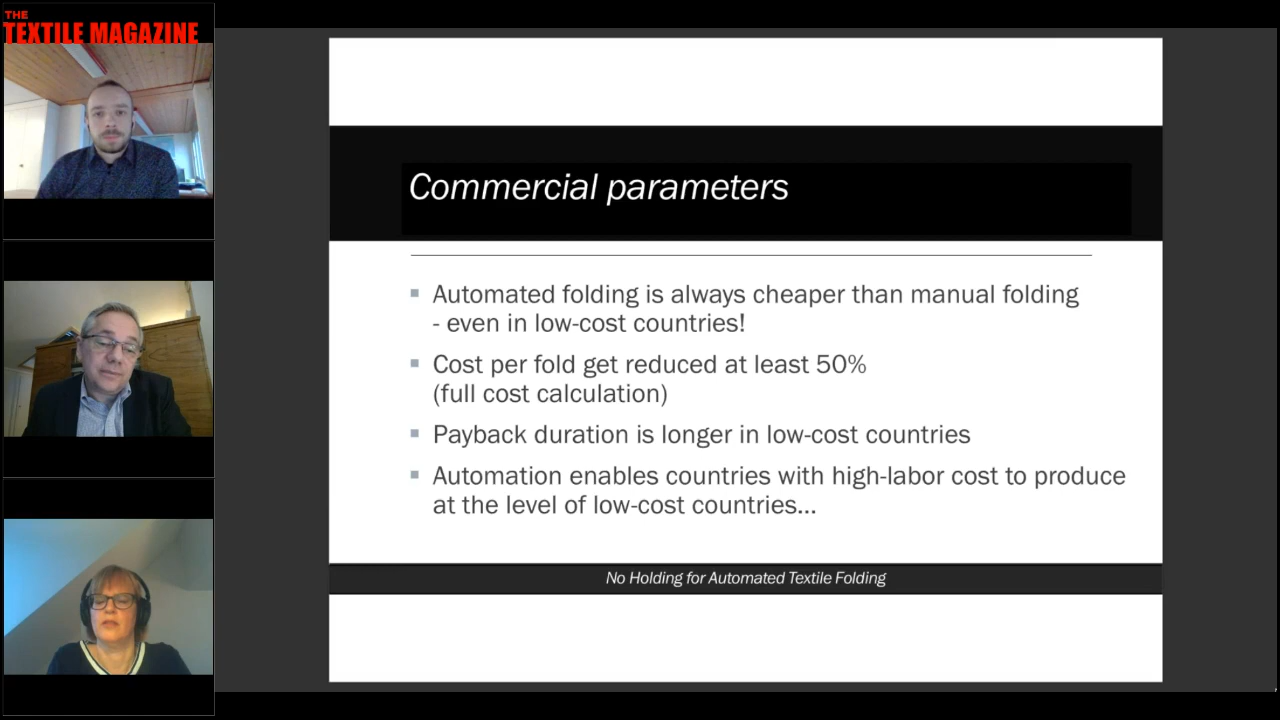 THE
TEXTILE MAGAZINE
Commercial parameters
Automated folding is always cheaper than manual folding
- even in low-cost countries!
Cost per fold get reduced at least 50%
(full cost calculation)
Payback duration is longer in low-cost countries
Automation enables countries with high-labor cost to produce
at the level of low-cost countries...
No Holding for Automated Textile Folding